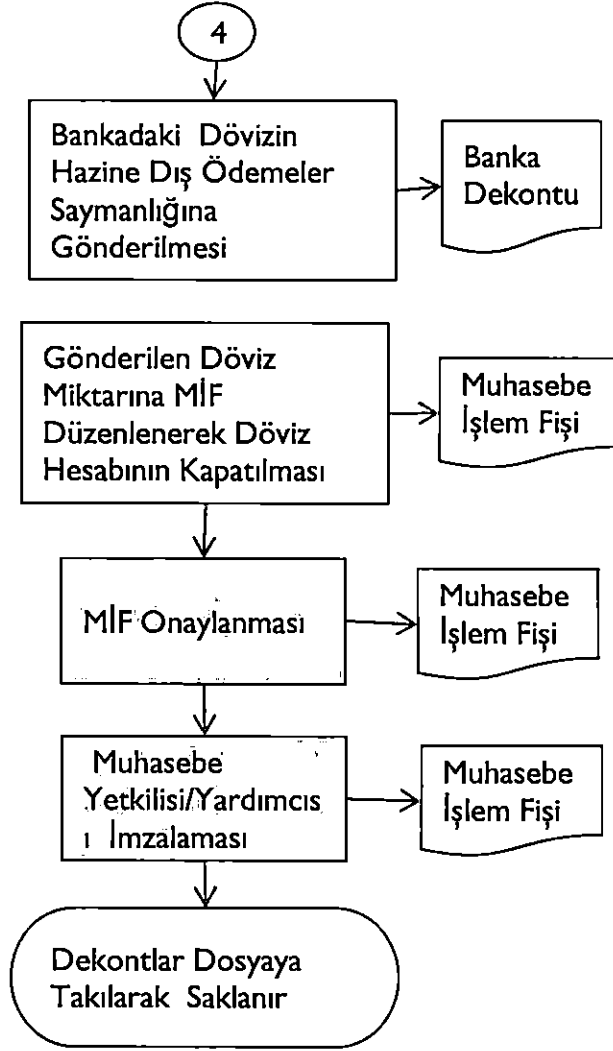 4
Bankadaki Dövizin
Hazine Dış Ödemeler
Saymanlığına
Gönderilmesi
Banka
Dekontu
Gönderilen Döviz
Miktarına MİF
Düzenlenerek Döviz
Hesabının Kapatılması
Muhasebe
İşlem Fişi
MİF Onaylanması
Muhasebe
İşlem Fişi
Muhasebe
Yetkilisi/Yardımcıs
ı İmzalaması
Muhasebe
İşlem Fişi
Dekontlar Dosyaya
Takılarak Saklanır